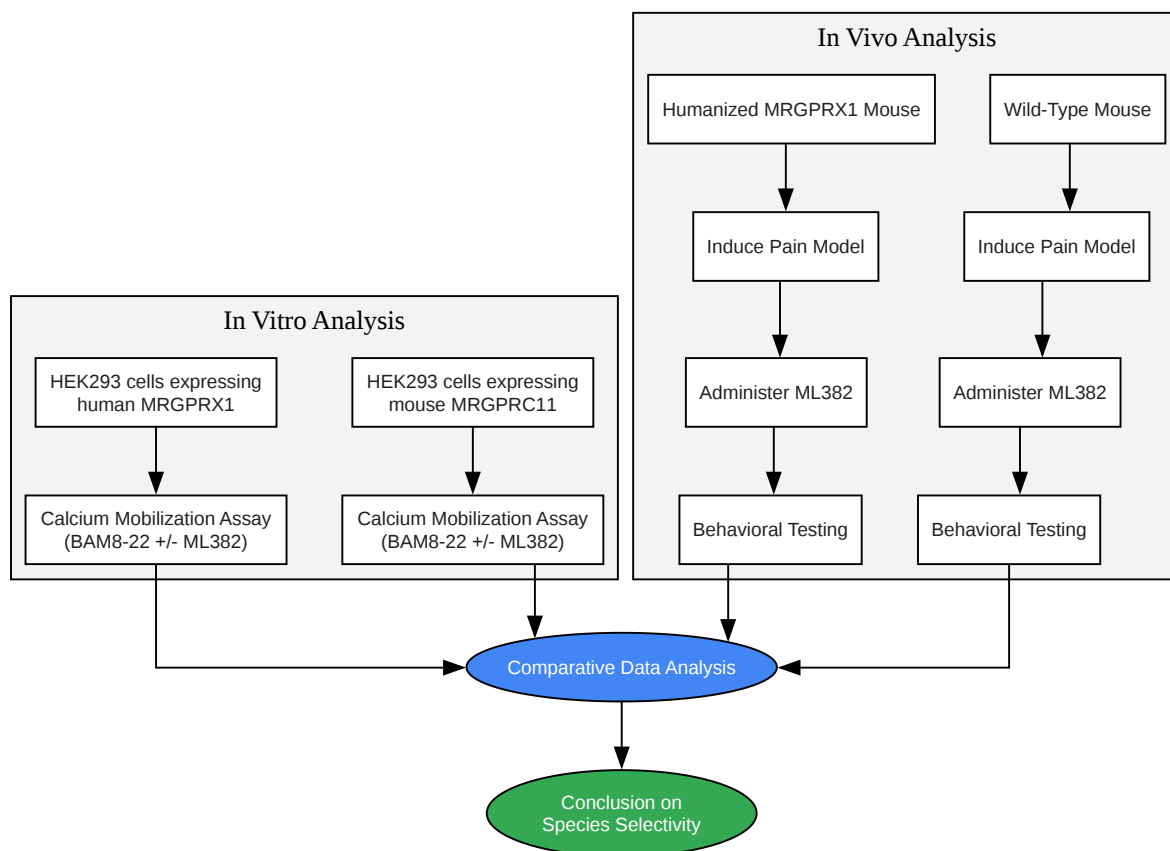 In Vivo Analysis
Humanized MRGPRX1 Mouse
Wild-Type Mouse
Induce Pain Model
Induce Pain Model
Administer ML382
Administer ML382
Behavioral Testing
Behavioral Testing
In Vitro Analysis
HEK293 cells expressing
human MRGPRX1
HEK293 cells expressing
mouse MRGPRC11
Calcium Mobilization Assay
(BAM8-22 +/- ML382)
Calcium Mobilization Assay
(BAM8-22 +/- ML382)
Comparative Data Analysis
Conclusion on
Species Selectivity